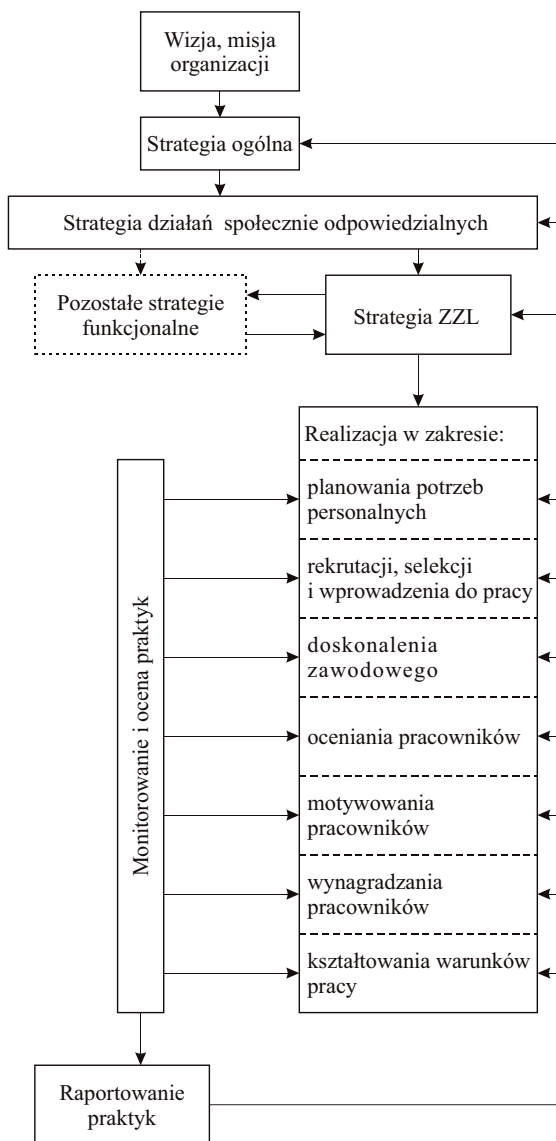 Wizja, misja
organizacji
Strategia ogólna
Strategia działań społecznie odpowiedzialnych
Pozostałe strategie
funkcjonalne
Strategia ZZL
Realizacja w zakresie:
planowania potrzeb
personalnych
rekrutacji, selekcji
i wprowadzenia do pracy
doskonalenia
zawodowego
oceniania pracowników
motywowania
pracowników
wynagradzania
pracowników
kształtowania warunków
pracy
Monitorowanie i ocena praktyk
Raportowanie
praktyk